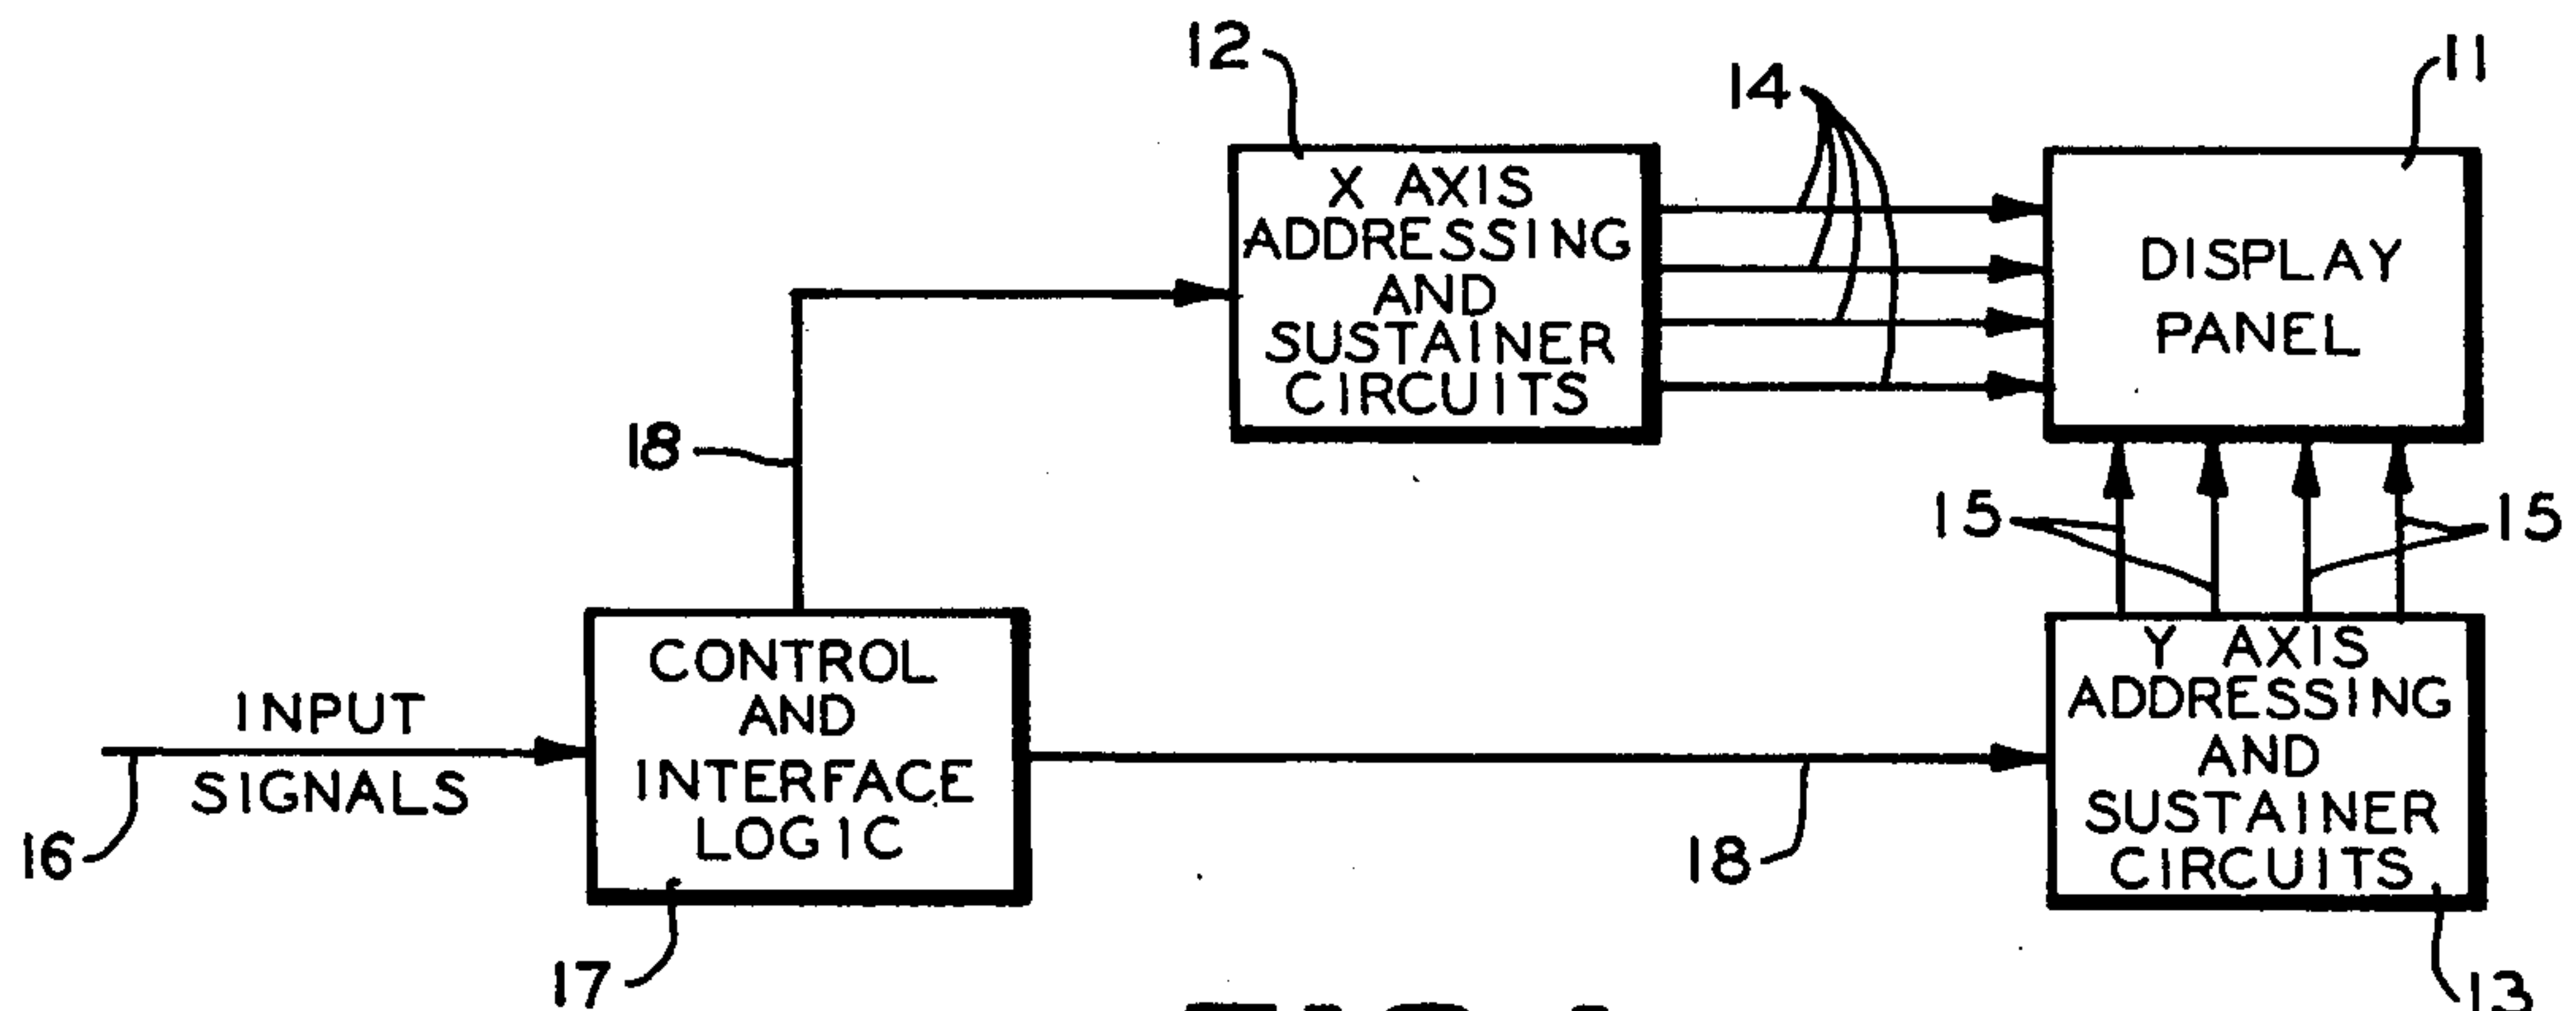 12
14
11
X AXIS
ADDRESSING
AND
SUSTAINER
CIRCUITS
DISPLAY
PANEL
18
15
15
CONTROL
AND
INTERFACE
LOGIC
Y AXIS
ADDRESSING
AND
SUSTAINER
CIRCUITS
INPUT
SIGNALS
16
18
17
13